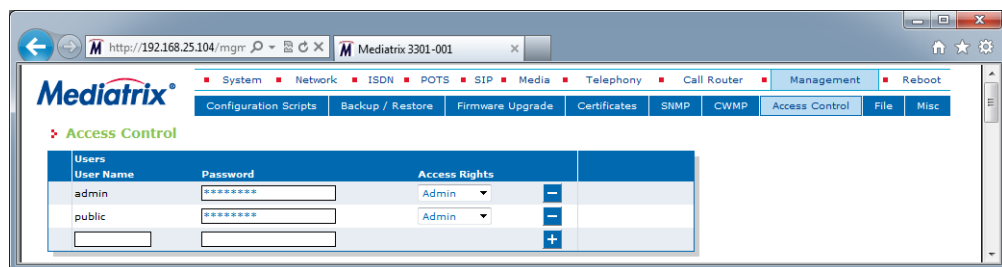 http://192.168.25.104/mgm
Mediatrix 3301-001
Mediatrix®
System Network ISDN POTS SIP Media Telephony Call Router Management Reboot
Configuration Scripts Backup / Restore Firmware Upgrade Certificates SNMP CWMP Access Control File Misc
Access Control
Users
User Name Password Access Rights
admin ******** Admin
public ******** Admin